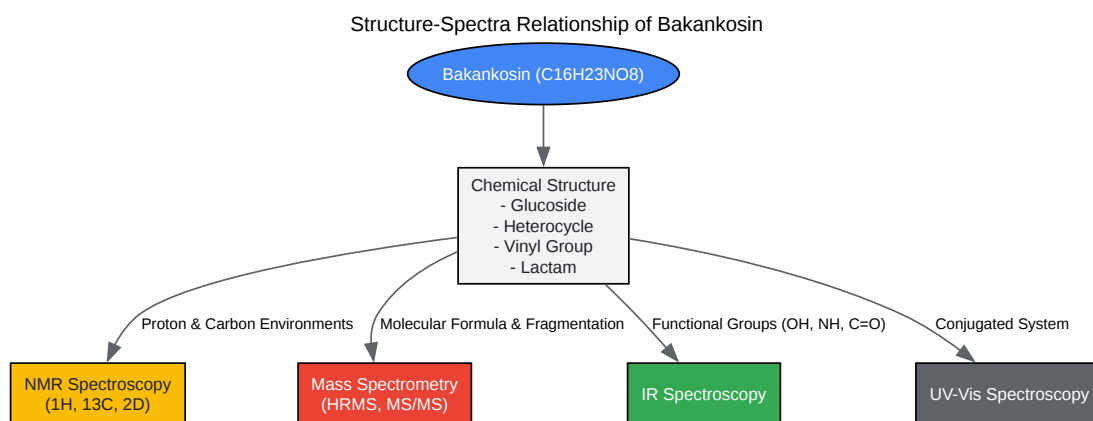 Structure-Spectra Relationship of Bakankosin
Bakankosin (C16H23NO8)
Chemical Structure
- Glucoside
- Heterocycle
- Vinyl Group
- Lactam
Proton & Carbon Environments
Molecular Formula & Fragmentation
Functional Groups (OH, NH, C=O)
Conjugated System
NMR Spectroscopy
(1H, 13C, 2D)
Mass Spectrometry
(HRMS, MS/MS)
IR Spectroscopy
UV-Vis Spectroscopy